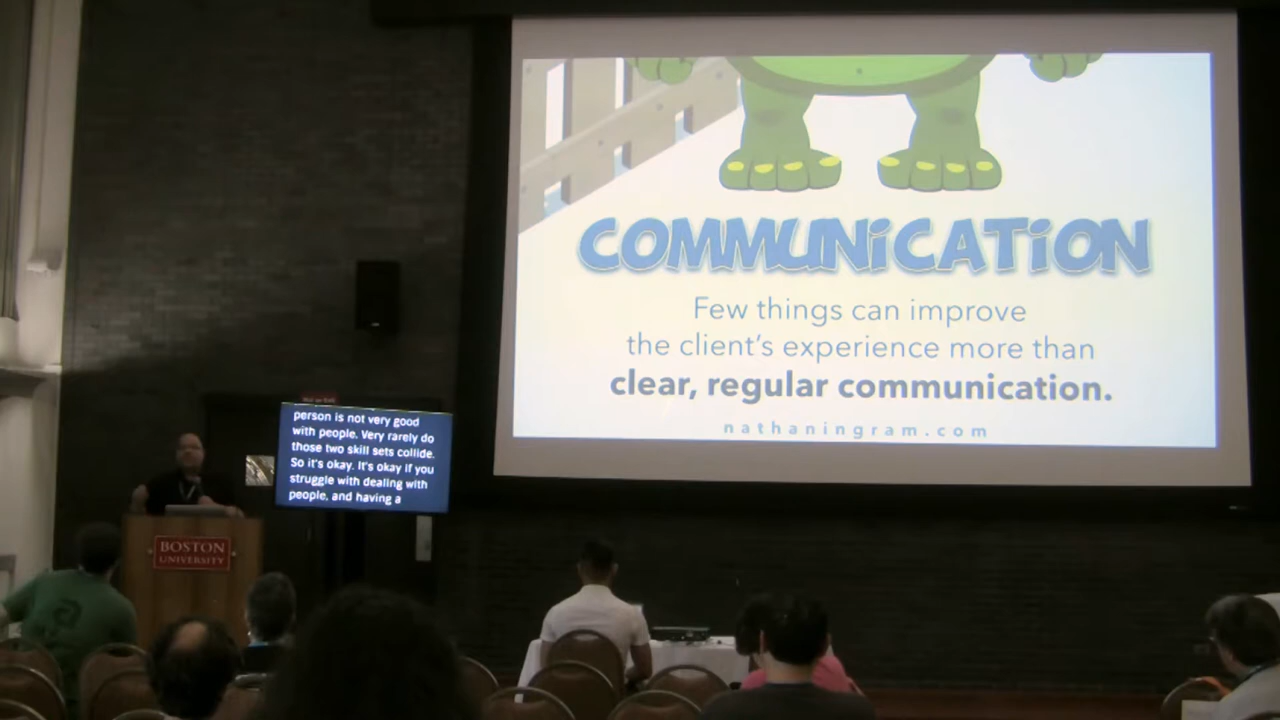 COMMUNiCATiON
Few things can improve
the client's experience more than
clear, regular communication.
nathaningram.com
person is not very good
with people. Very rarely do
those two skill sets collide.
So it's okay. It's okay if you
struggle with dealing with
people, and having a
BOSTON
UNIVERSITY